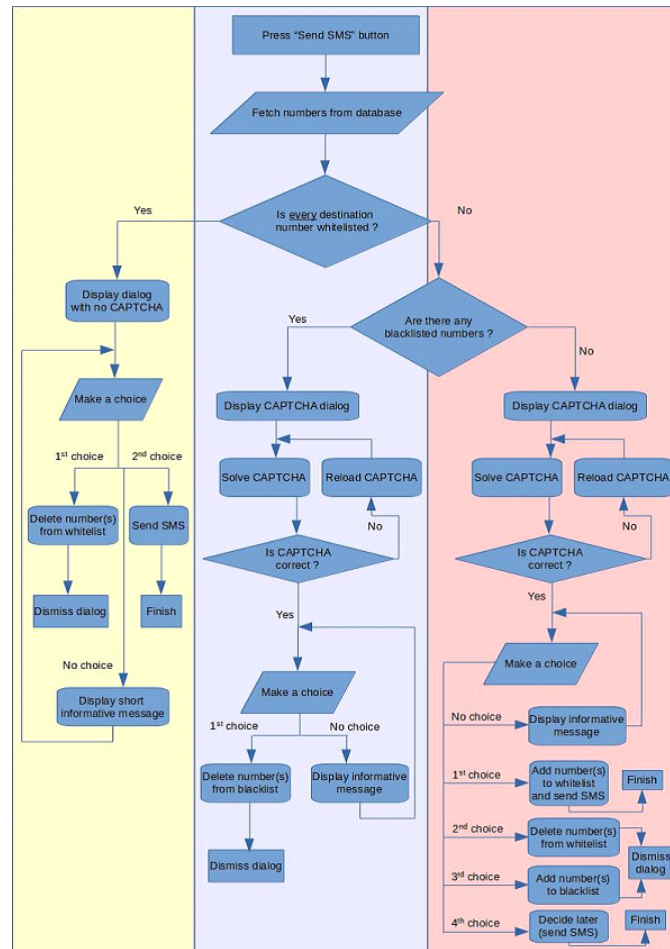 Press “Send SMS” button
Fetch numbers from database
Is every destination
number whitelisted ?
Yes
No
Display dialog
with no CAPTCHA
Make a choice
1st choice
2nd choice
Delete number(s)
from whitelist
Send SMS
Dismiss dialog
Finish
No choice
Display short
informative message
Are there any
blacklisted numbers ?
Yes
No
Display CAPTCHA dialog
Solve CAPTCHA
Reload CAPTCHA
No
Is CAPTCHA
correct ?
Yes
Make a choice
1st choice
No choice
Delete number(s)
from blacklist
Display informative
message
Dismiss dialog
Display CAPTCHA dialog
Solve CAPTCHA
Reload CAPTCHA
No
Is CAPTCHA
correct ?
Yes
Make a choice
No choice
Display informative
message
1st choice
Add number(s)
to whitelist
and send SMS
Finish
2nd choice
Delete number(s)
from whitelist
Dismiss
dialog
3rd choice
Add number(s)
to blacklist
4th choice
Decide later
(send SMS)
Finish